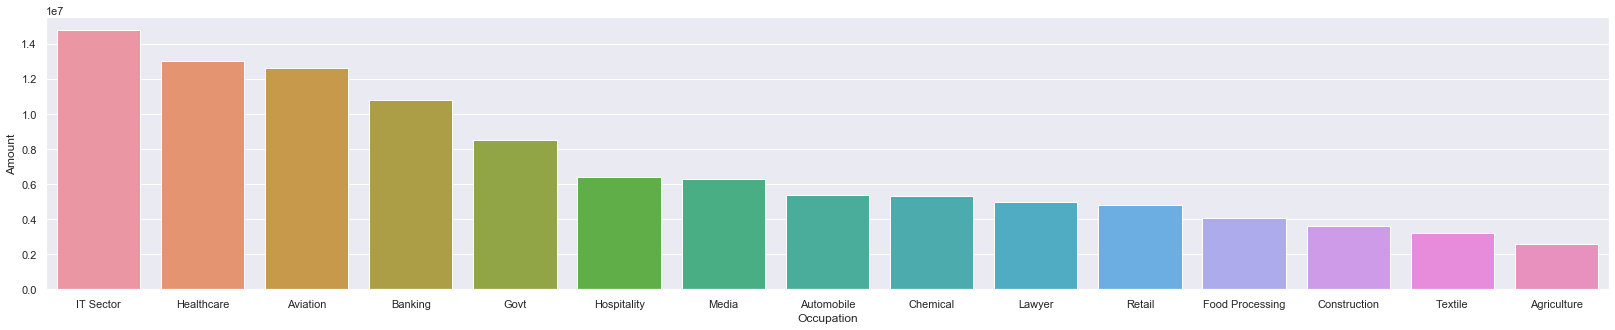 1e7
1.4
1.2
1.0
0.8
0.6
0.4
0.2
0.0
Amount
IT Sector Healthcare Aviation Banking Govt Hospitality Media Automobile Chemical Lawyer Retail Food Processing Construction Textile Agriculture
Occupation